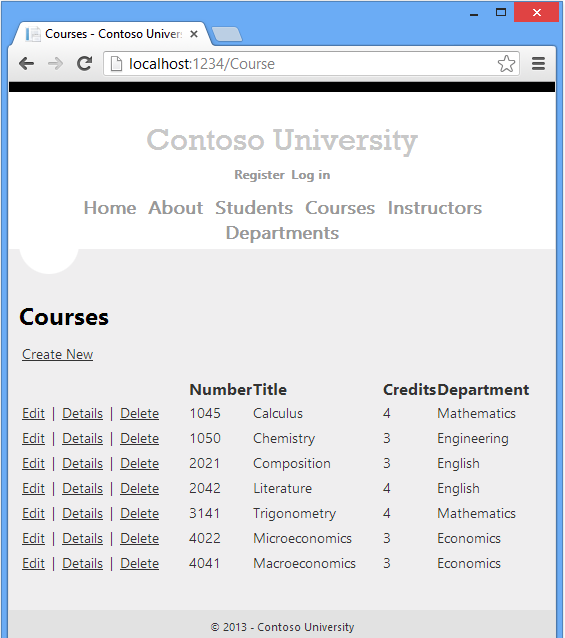 Courses - Contoso Univers
localhost:1234/Course
Contoso University
Register Log in
Home About Students Courses Instructors
Departments
Courses
Create New
Number Title Credits Department
Edit | Details | Delete 1045 Calculus 4 Mathematics
Edit | Details | Delete 1050 Chemistry 3 Engineering
Edit | Details | Delete 2021 Composition 3 English
Edit | Details | Delete 2042 Literature 4 English
Edit | Details | Delete 3141 Trigonometry 4 Mathematics
Edit | Details | Delete 4022 Microeconomics 3 Economics
Edit | Details | Delete 4041 Macroeconomics 3 Economics
© 2013 - Contoso University